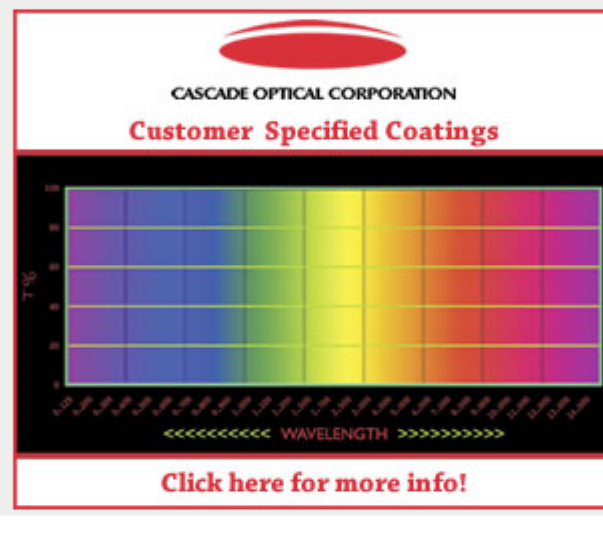 CASCADE OPTICAL CORPORATION
Customer Specified Coatings
100
80
60
40
20
0
T %
<<<<<<<<<< WAVELENGTH >>>>>>>>>>
Click here for more info!